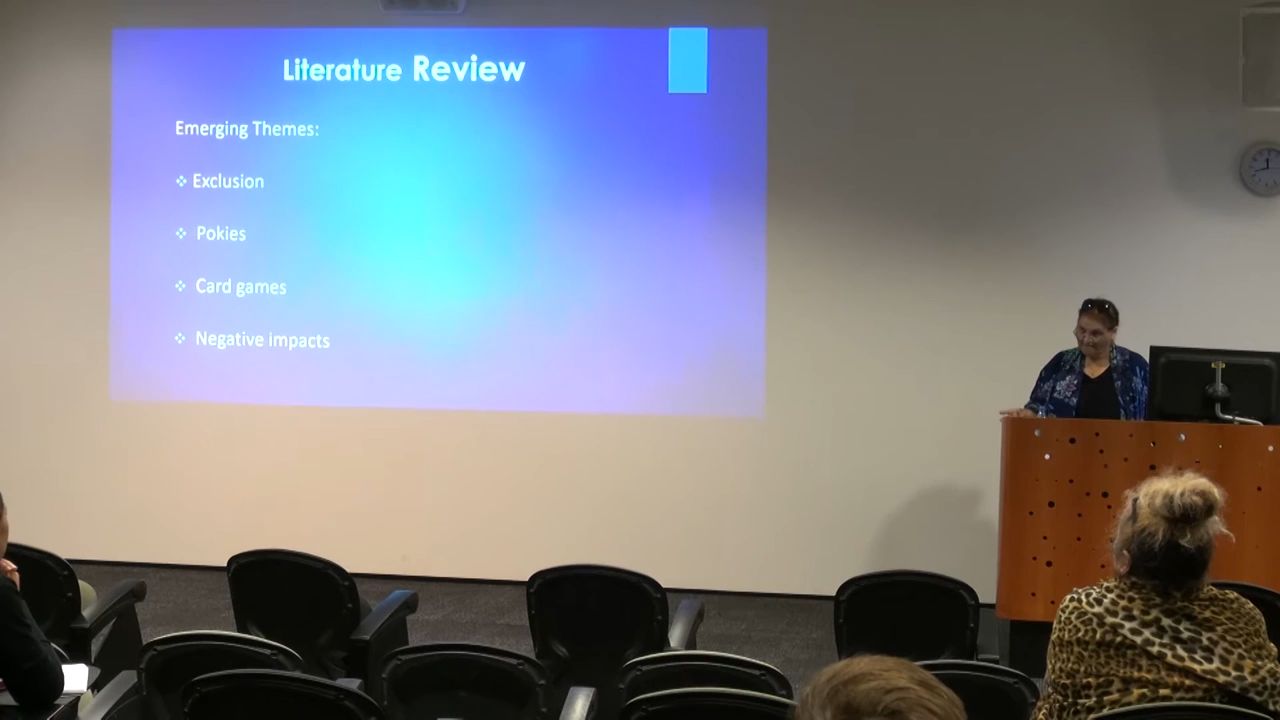 Literature Review
Emerging Themes:
❖ Exclusion
❖ Pokies
❖ Card games
❖ Negative impacts